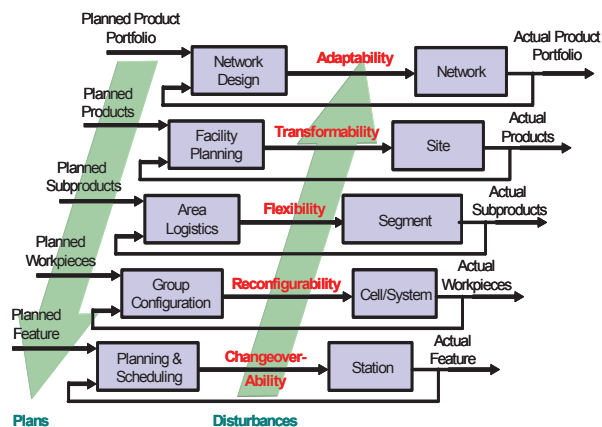 Planned Product
Portfolio
Network
Design
Adaptability
Network
Actual Product
Portfolio
Planned
Products
Facility
Planning
Transformability
Site
Actual
Products
Planned
Subproducts
Area
Logistics
Flexibility
Segment
Actual
Subproducts
Planned
Workpieces
Group
Configuration
Reconfigurability
Cell/System
Actual
Workpieces
Planned
Feature
Planning &
Scheduling
Changeover-
Ability
Station
Actual
Feature
Plans
Disturbances